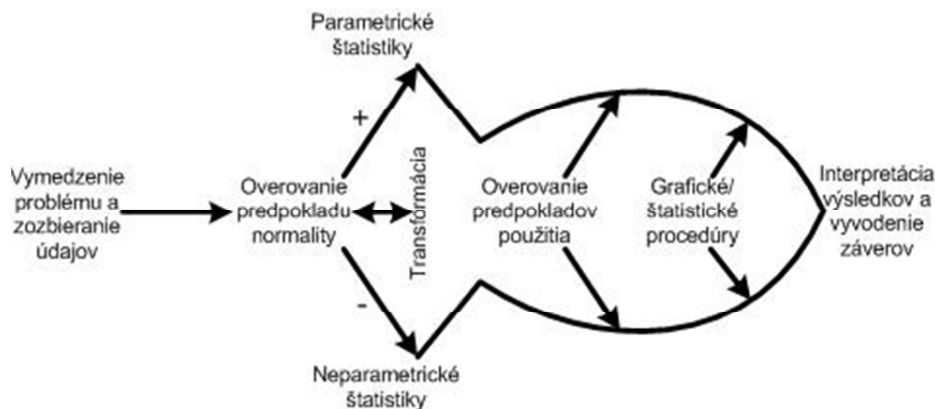 Parametrické
štatistiky
+
Vymedzenie
problému a
zozbieranie
údajov
Overovanie
predpokladu
normality
Transformácia
Overovanie
predpokladov
použitia
Grafické/
štatistické
procedúry
Interpretácia
výsledkov a
vyvodenie
záverov
-
Neparametrické
štatistiky